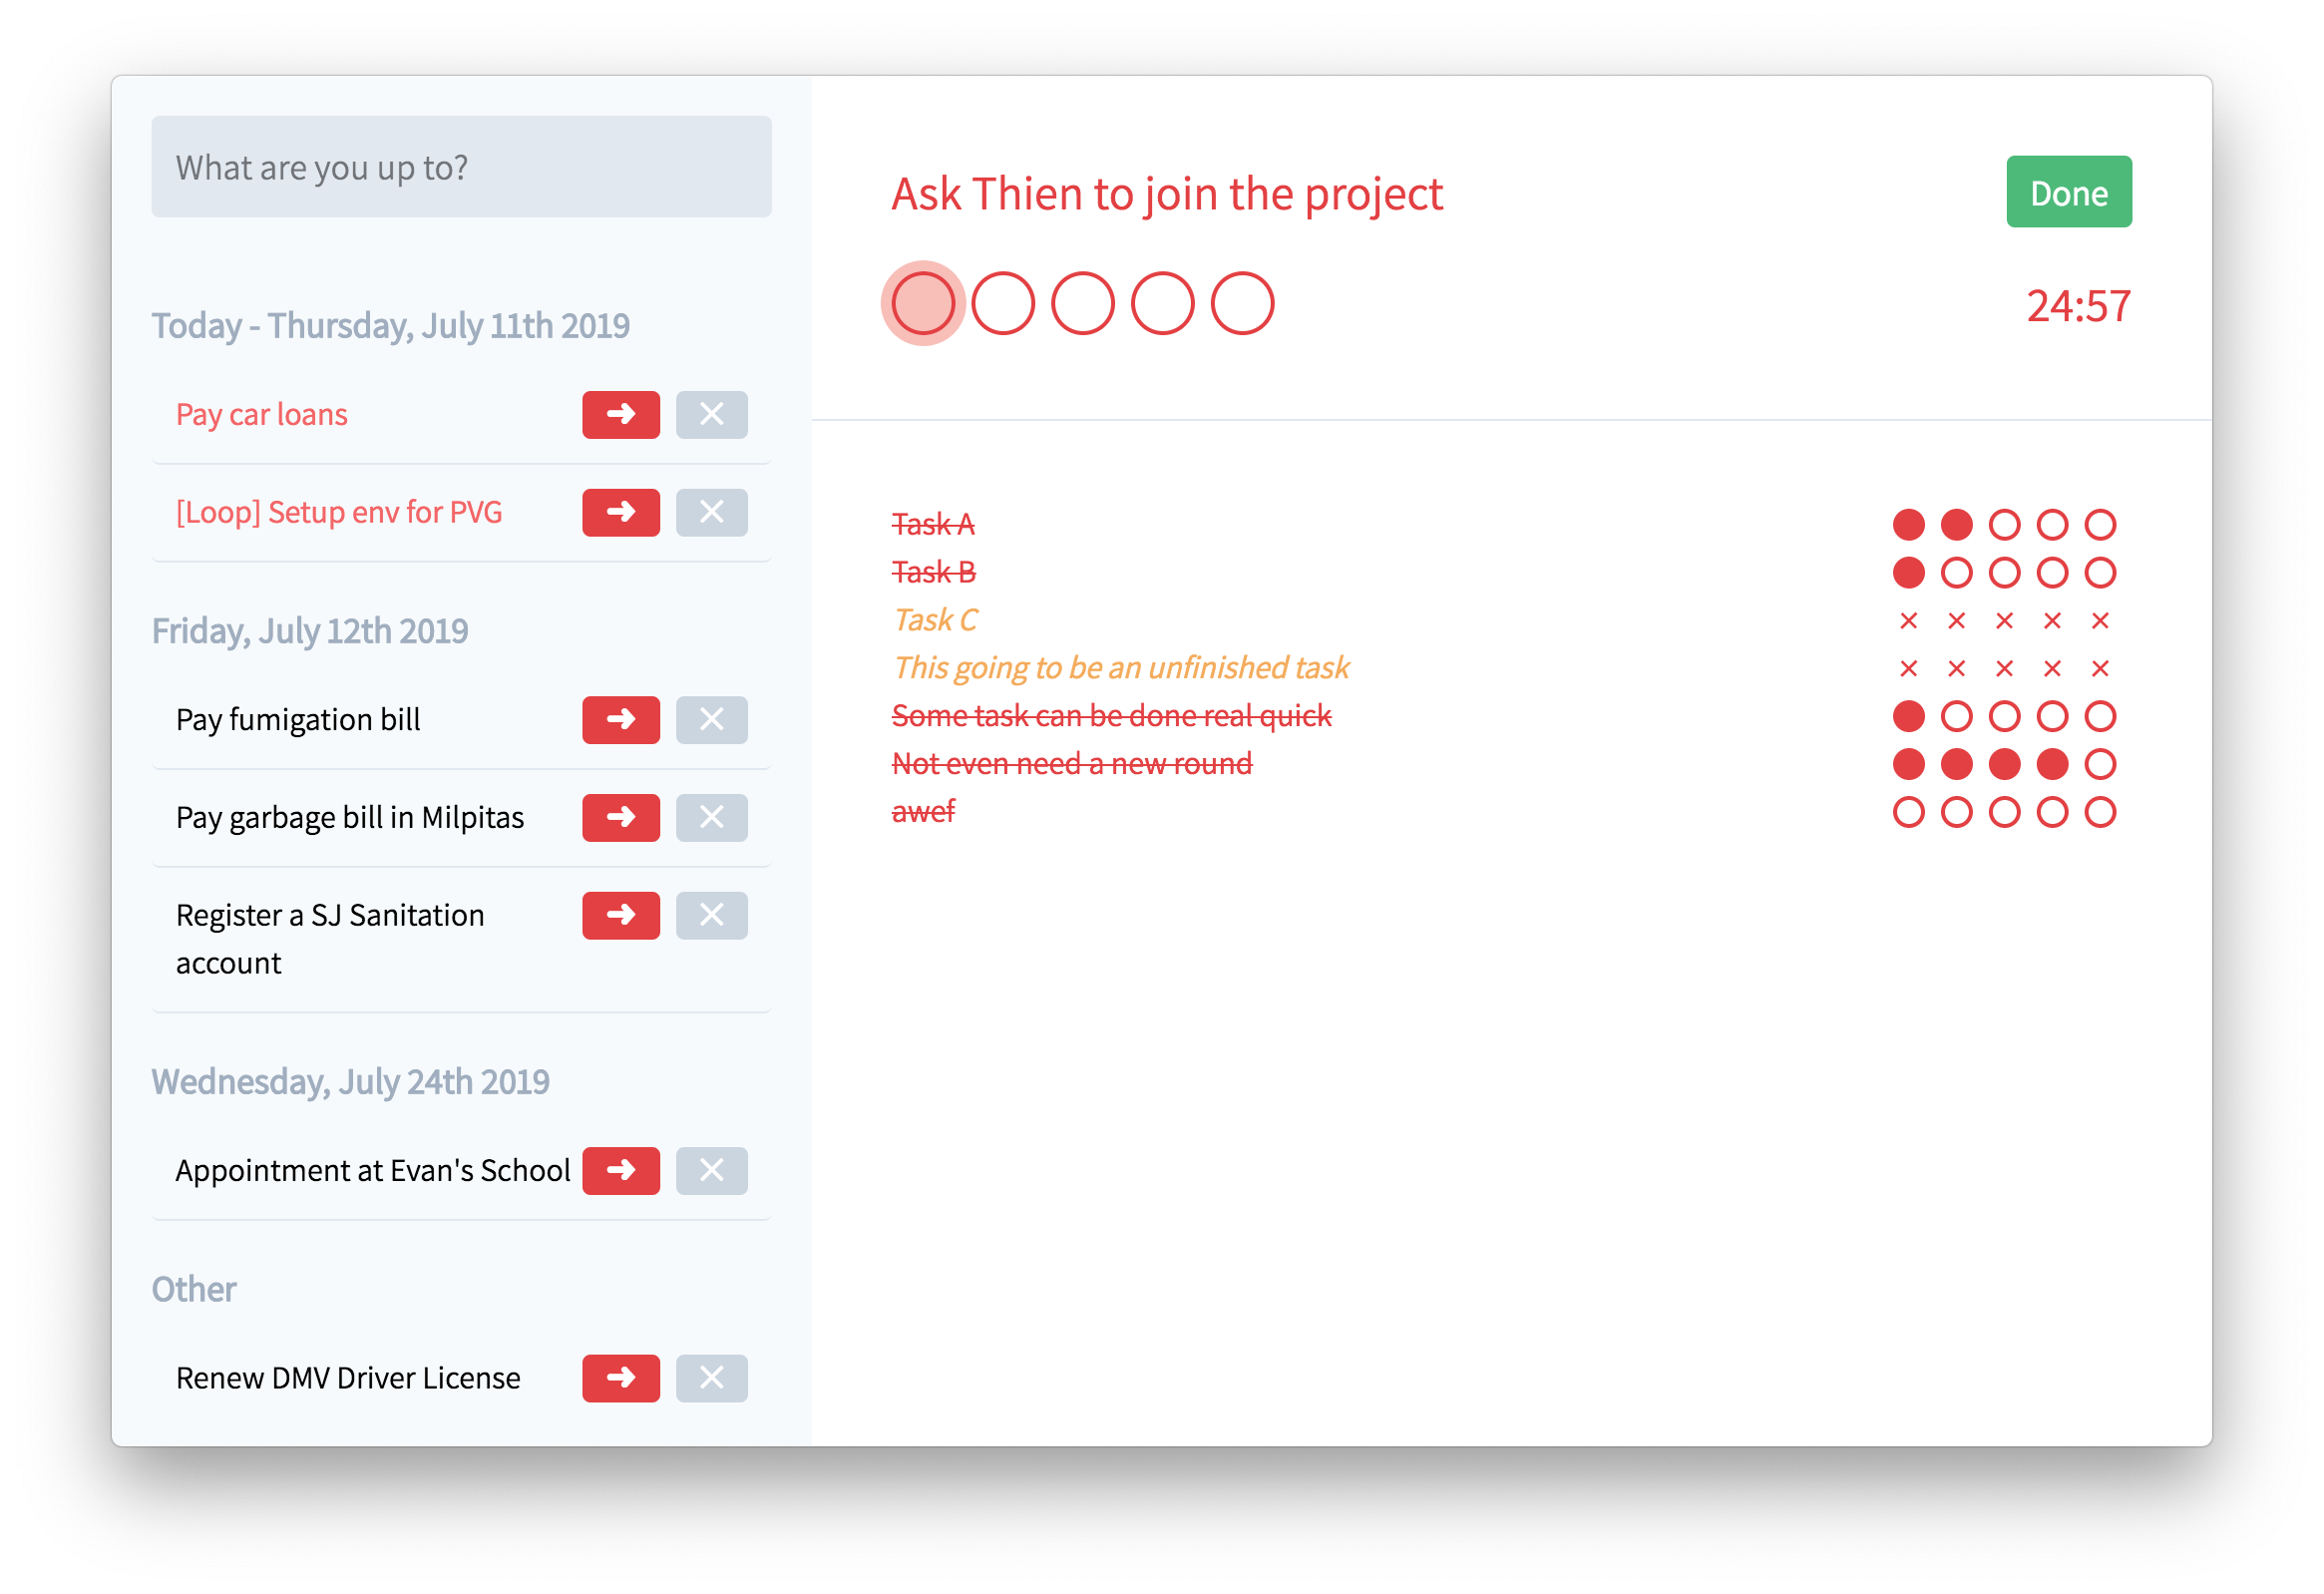 What are you up to?
Today - Thursday, July 11th 2019
Pay car loans
[Loop] Setup env for PVG
Friday, July 12th 2019
Pay fumigation bill
Pay garbage bill in Milpitas
Register a SJ Sanitation
account
Wednesday, July 24th 2019
Appointment at Evan's School
Other
Renew DMV Driver License
Ask Thien to join the project
Done
24:57
Task A
Task B
Task C
This going to be an unfinished task
Some task can be done real quick
Not even need a new round
awef